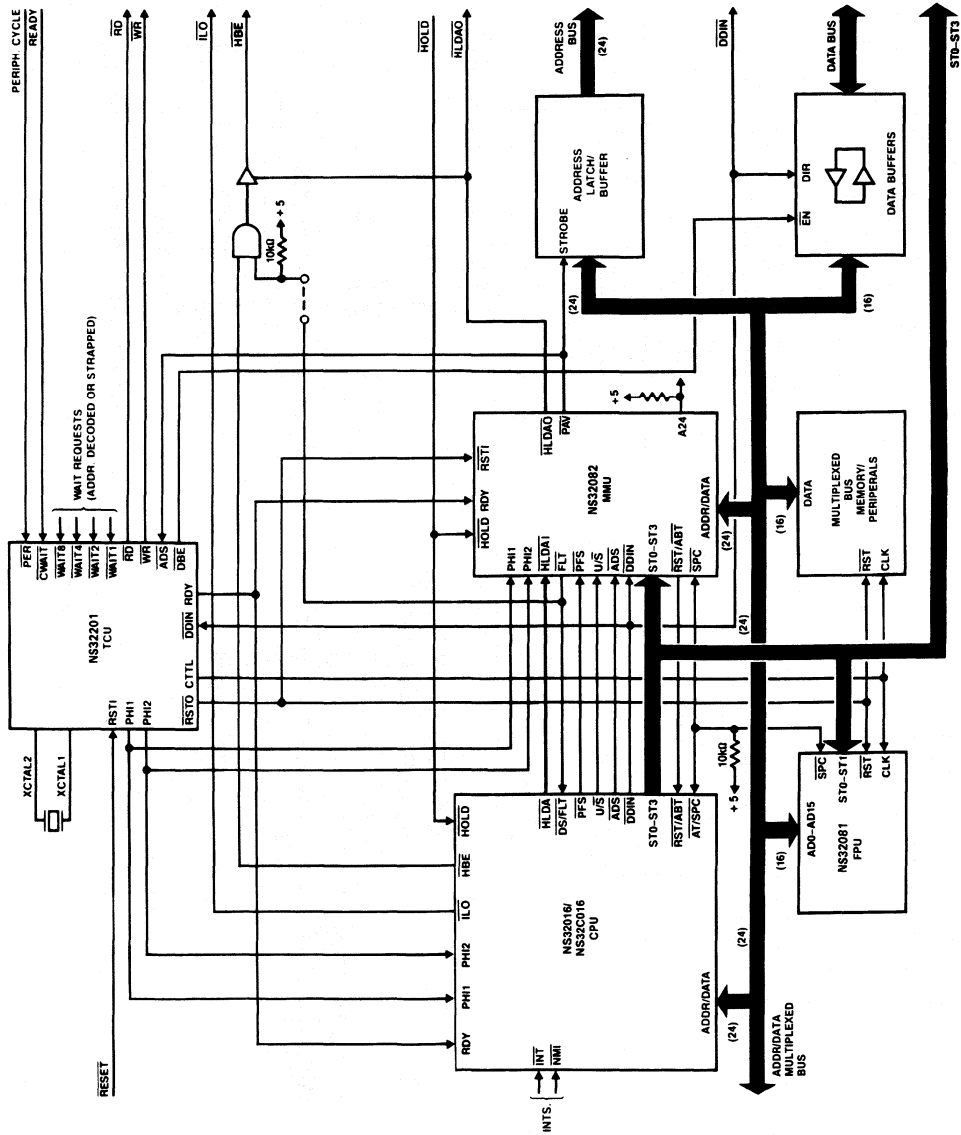 PERIPH. CYCLE
READY
RD
WR
ILO
HBE
HOLD
HLDAO
ADDRESS BUS
(24)
DDIN
DATA BUS
ST0–ST3
+5
10kΩ
WAIT REQUESTS
(ADDR. DECODED OR STRAPPED)
STROBE
ADDRESS
LATCH/
BUFFER
DIR
EN
DATA BUFFERS
(24)
(16)
PER
CWAIT
WAIT8
WAIT4
WAIT2
WAIT1
RD
WR
ADS
DBE
NS32201
TCU
RDY
DDIN
CTTL
RSTO
RSTI
PHI1
PHI2
XCTAL2
XCTAL1
RESET
HLDAO
PAV
+5
A24
RSTI
RDY
HOLD
NS32082
MMU
PHI1
PHI2
HLDAI
FLT
PFS
U/S
ADS
DDIN
ST0–ST3
RST/ABT
SPC
ADDR/DATA
(24)
(24)
DATA
(16)
MULTIPLEXED
BUS
MEMORY/
PERIPERALS
RST
CLK
HOLD
HBE
ILO
PHI2
PHI1
RDY
NS32016/
NS32C016
CPU
HLDA
DS/FLT
PFS
U/S
ADS
DDIN
ST0–ST3
RST/ABT
AT/SPC
ADDR/DATA
(24)
INT
NMI
INTS.
10kΩ
+5
SPC
ST0–ST1
RST
CLK
AD0–AD15
NS32081
FPU
(16)
(24)
ADDR/DATA
MULTIPLEXED
BUS